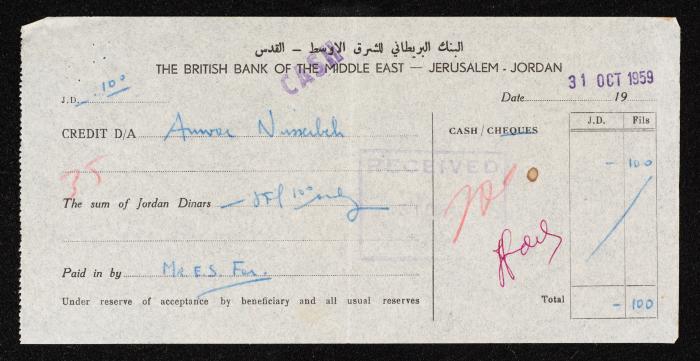 البنك البريطاني للشرق الاوسط — القدس
THE BRITISH BANK OF THE MIDDLE EAST — JERUSALEM - JORDAN
CASH
31 OCT 1959
J.D. -.100
Date 19
CREDIT D/A Anwar Nusseibeh
CASH / CHEQUES
J.D. Fils
- 100
35
RECEIVED
The sum of Jordan Dinars — 100 only
Paid in by Mr. E.S.
Under reserve of acceptance by beneficiary and all usual reserves
Total - 100